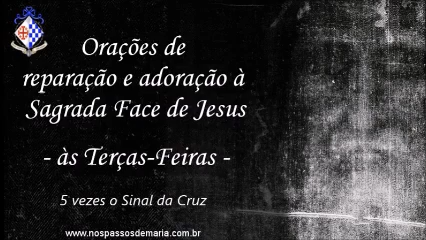 Orações de
reparação e adoração à
Sagrada Face de Jesus
- às Terças-Feiras -
5 vezes o Sinal da Cruz
www.nospassosdemaria.com.br